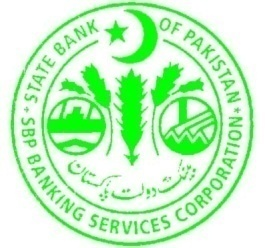 STATE BANK OF PAKISTAN
بینک دولت پاکستان
* SBP BANKING SERVICES CORPORATION *